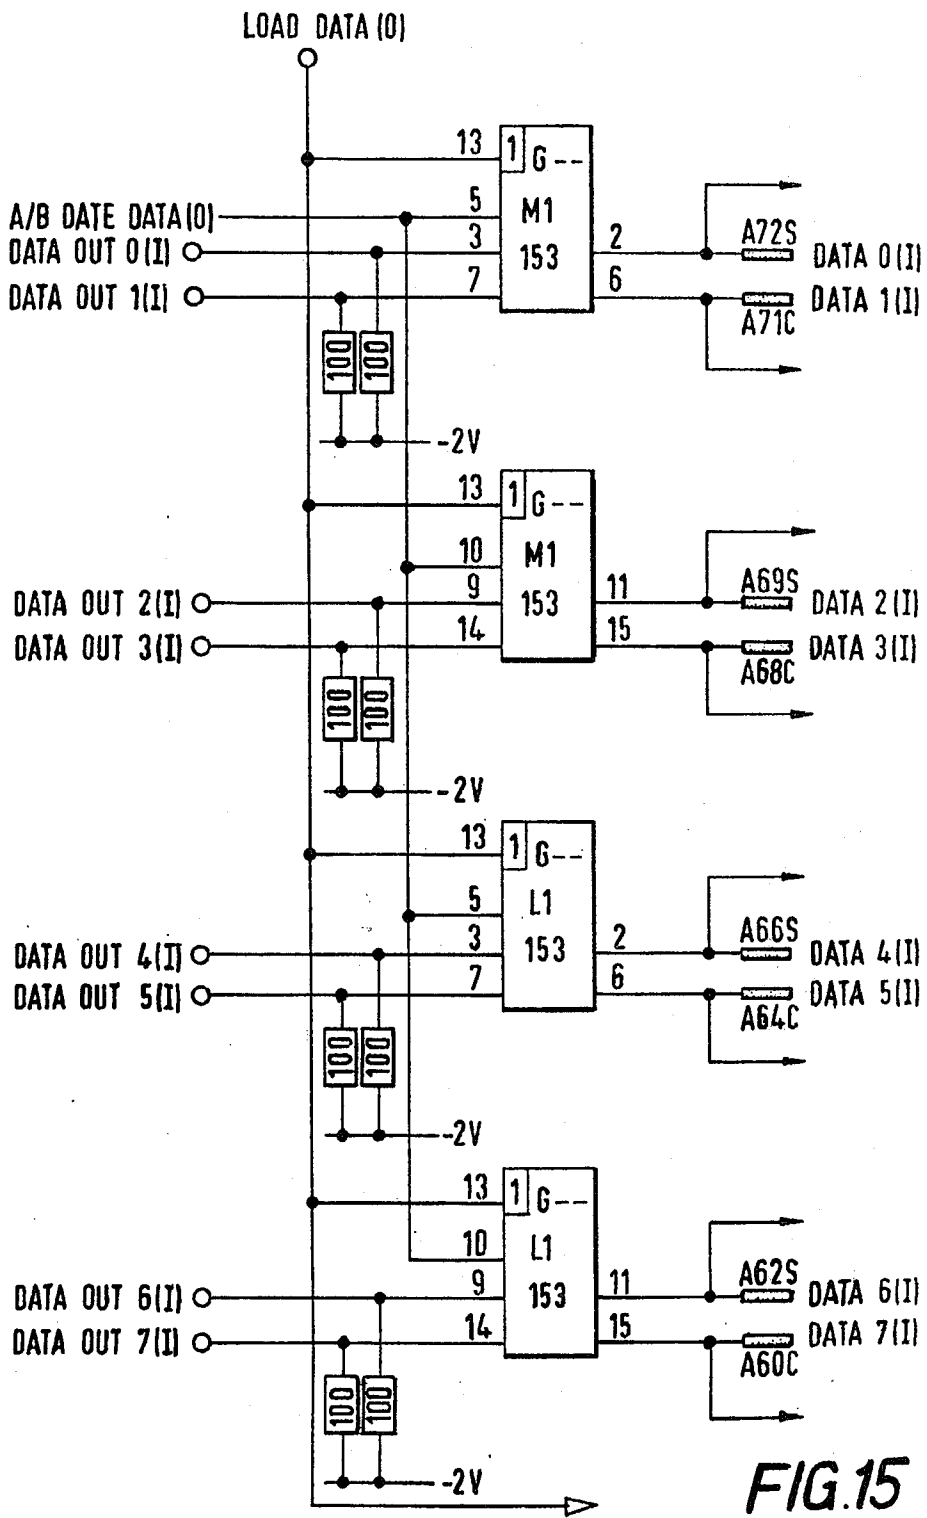 LOAD DATA (0)
13 1 G--
A/B DATE DATA(0) 5 M1
DATA OUT 0(I) 3 153 2 A72S DATA 0(I)
DATA OUT 1(I) 7 6 A71C DATA 1(I)
100 100
-2V
13 1 G--
10 M1
DATA OUT 2(I) 9 153 11 A69S DATA 2(I)
DATA OUT 3(I) 14 15 A68C DATA 3(I)
100 100
-2V
13 1 G--
5 L1
DATA OUT 4(I) 3 153 2 A66S DATA 4(I)
DATA OUT 5(I) 7 6 A64C DATA 5(I)
100 100
-2V
13 1 G--
10 L1
DATA OUT 6(I) 9 153 11 A62S DATA 6(I)
DATA OUT 7(I) 14 15 A60C DATA 7(I)
100 100
-2V
FIG.15